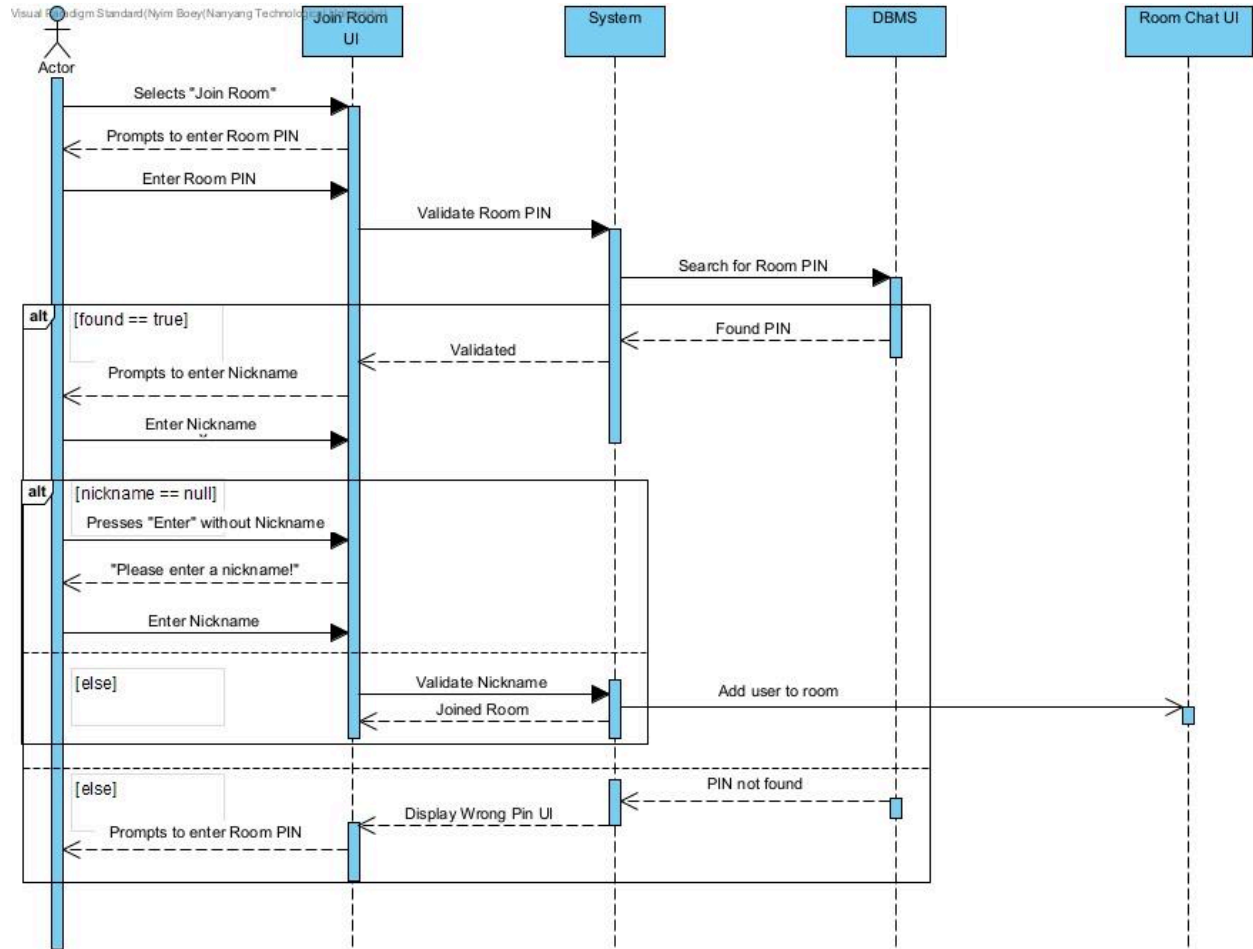 Visual Paradigm Standard(Nyim Boey(Nanyang Technological
Join Room
UI
System
DBMS
Room Chat UI
Actor
Selects "Join Room"
Prompts to enter Room PIN
Enter Room PIN
Validate Room PIN
Search for Room PIN
alt
[found == true]
Found PIN
Validated
Prompts to enter Nickname
Enter Nickname
alt
[nickname == null]
Presses "Enter" without Nickname
"Please enter a nickname!"
Enter Nickname
[else]
Validate Nickname
Add user to room
Joined Room
[else]
PIN not found
Display Wrong Pin UI
Prompts to enter Room PIN